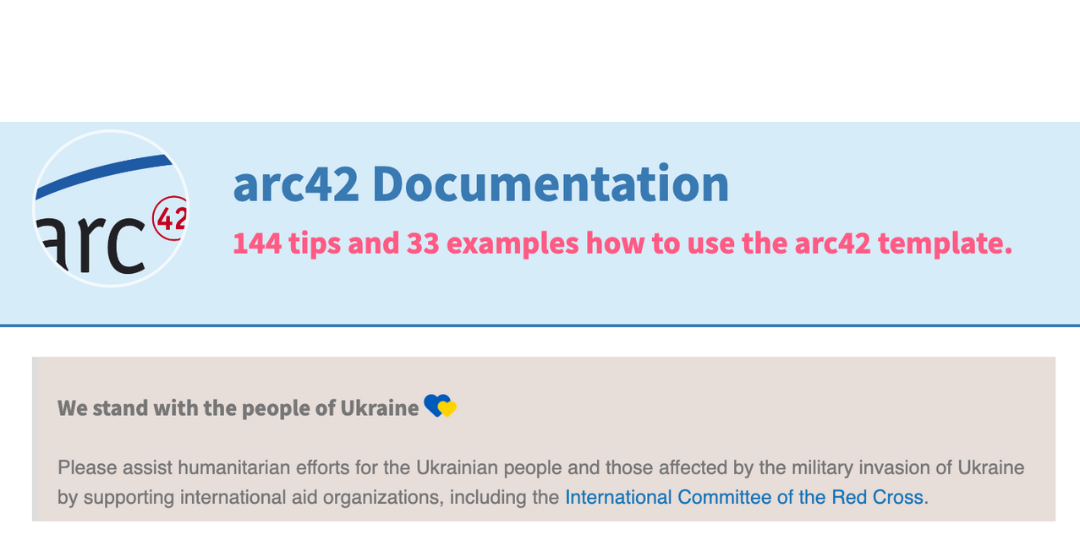 arc 42
arc42 Documentation
144 tips and 33 examples how to use the arc42 template.
We stand with the people of Ukraine
Please assist humanitarian efforts for the Ukrainian people and those affected by the military invasion of Ukraine
by supporting international aid organizations, including the International Committee of the Red Cross.